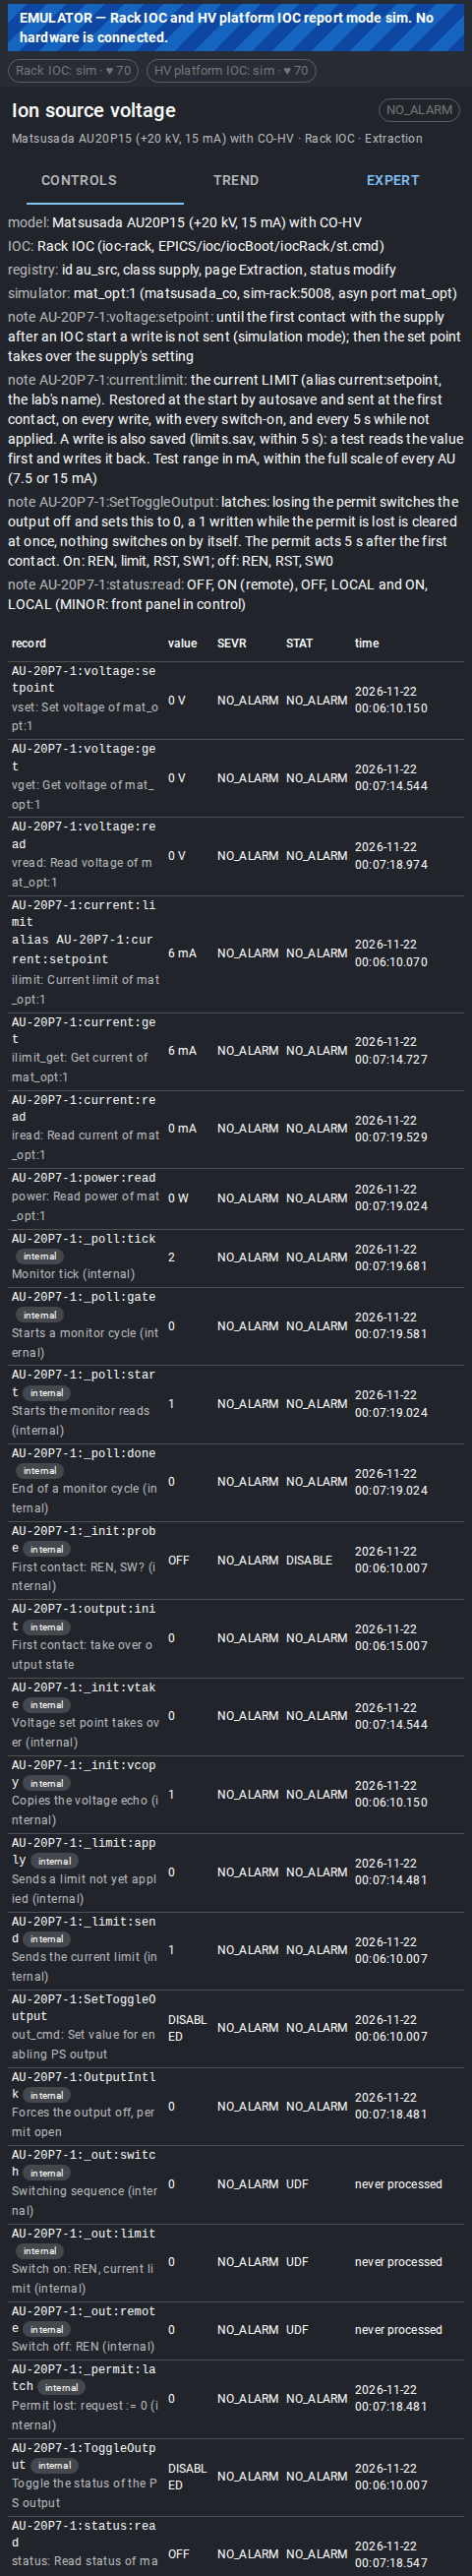 EMULATOR — Rack IOC and HV platform IOC report mode sim. No
hardware is connected.
Rack IOC: sim · ♥ 70
HV platform IOC: sim · ♥ 70
Ion source voltage
NO_ALARM
Matsusada AU20P15 (+20 kV, 15 mA) with CO-HV · Rack IOC · Extraction
CONTROLS
TREND
EXPERT
model: Matsusada AU20P15 (+20 kV, 15 mA) with CO-HV
IOC: Rack IOC (ioc-rack, EPICS/ioc/iocBoot/iocRack/st.cmd)
registry: id au_src, class supply, page Extraction, status modify
simulator: mat_opt:1 (matsusada_co, sim-rack:5008, asyn port mat_opt)
note AU-20P7-1:voltage:setpoint: until the first contact with the supply
after an IOC start a write is not sent (simulation mode); then the set point
takes over the supply's setting
note AU-20P7-1:current:limit: the current LIMIT (alias current:setpoint,
the lab's name). Restored at the start by autosave and sent at the first
contact, on every write, with every switch-on, and every 5 s while not
applied. A write is also saved (limits.sav, within 5 s): a test reads the value
first and writes it back. Test range in mA, within the full scale of every AU
(7.5 or 15 mA)
note AU-20P7-1:SetToggleOutput: latches: losing the permit switches the
output off and sets this to 0, a 1 written while the permit is lost is cleared
at once, nothing switches on by itself. The permit acts 5 s after the first
contact. On: REN, limit, RST, SW1; off: REN, RST, SW0
note AU-20P7-1:status:read: OFF, ON (remote), OFF, LOCAL and ON,
LOCAL (MINOR: front panel in control)
record value SEVR STAT time
AU-20P7-1:voltage:se
tpoint
vset: Set voltage of mat_o
pt:1
0 V NO_ALARM NO_ALARM 2026-11-22
00:06:10.150
AU-20P7-1:voltage:ge
t
vget: Get voltage of mat_
opt:1
0 V NO_ALARM NO_ALARM 2026-11-22
00:07:14.544
AU-20P7-1:voltage:re
ad
vread: Read voltage of m
at_opt:1
0 V NO_ALARM NO_ALARM 2026-11-22
00:07:18.974
AU-20P7-1:current:li
mit
alias AU-20P7-1:cur
rent:setpoint
ilimit: Current limit of mat
_opt:1
6 mA NO_ALARM NO_ALARM 2026-11-22
00:06:10.070
AU-20P7-1:current:ge
t
ilimit_get: Get current of
mat_opt:1
6 mA NO_ALARM NO_ALARM 2026-11-22
00:07:14.727
AU-20P7-1:current:re
ad
iread: Read current of mat
_opt:1
0 mA NO_ALARM NO_ALARM 2026-11-22
00:07:19.529
AU-20P7-1:power:read
power: Read power of mat
_opt:1
0 W NO_ALARM NO_ALARM 2026-11-22
00:07:19.024
AU-20P7-1:_poll:tick
internal
Monitor tick (internal)
2 NO_ALARM NO_ALARM 2026-11-22
00:07:19.681
AU-20P7-1:_poll:gate
internal
Starts a monitor cycle (int
ernal)
0 NO_ALARM NO_ALARM 2026-11-22
00:07:19.581
AU-20P7-1:_poll:star
t internal
Starts the monitor reads
(internal)
1 NO_ALARM NO_ALARM 2026-11-22
00:07:19.024
AU-20P7-1:_poll:done
internal
End of a monitor cycle (in
ternal)
0 NO_ALARM NO_ALARM 2026-11-22
00:07:19.024
AU-20P7-1:_init:prob
e internal
First contact: REN, SW? (i
nternal)
OFF NO_ALARM DISABLE 2026-11-22
00:06:10.007
AU-20P7-1:output:ini
t internal
First contact: take over o
utput state
0 NO_ALARM NO_ALARM 2026-11-22
00:06:15.007
AU-20P7-1:_init:vtak
e internal
Voltage set point takes ov
er (internal)
0 NO_ALARM NO_ALARM 2026-11-22
00:07:14.544
AU-20P7-1:_init:vcop
y internal
Copies the voltage echo (i
nternal)
1 NO_ALARM NO_ALARM 2026-11-22
00:06:10.150
AU-20P7-1:_limit:app
ly internal
Sends a limit not yet appl
ied (internal)
0 NO_ALARM NO_ALARM 2026-11-22
00:07:14.481
AU-20P7-1:_limit:sen
d internal
Sends the current limit (in
ternal)
1 NO_ALARM NO_ALARM 2026-11-22
00:06:10.007
AU-20P7-1:SetToggleO
utput
out_cmd: Set value for en
abling PS output
DISABL
ED NO_ALARM NO_ALARM 2026-11-22
00:06:10.007
AU-20P7-1:OutputIntl
k internal
Forces the output off, per
mit open
0 NO_ALARM NO_ALARM 2026-11-22
00:07:18.481
AU-20P7-1:_out:switc
h internal
Switching sequence (inter
nal)
0 NO_ALARM UDF never processed
AU-20P7-1:_out:limit
internal
Switch on: REN, current li
mit (internal)
0 NO_ALARM UDF never processed
AU-20P7-1:_out:remot
e internal
Switch off: REN (internal)
0 NO_ALARM UDF never processed
AU-20P7-1:_permit:la
tch internal
Permit lost: request := 0 (i
nternal)
0 NO_ALARM NO_ALARM 2026-11-22
00:07:18.481
AU-20P7-1:ToggleOutp
ut internal
Toggle the status of the P
S output
DISABL
ED NO_ALARM NO_ALARM 2026-11-22
00:06:10.007
AU-20P7-1:status:rea
d
status: Read status of ma
OFF NO_ALARM NO_ALARM 2026-11-22
00:07:18.547